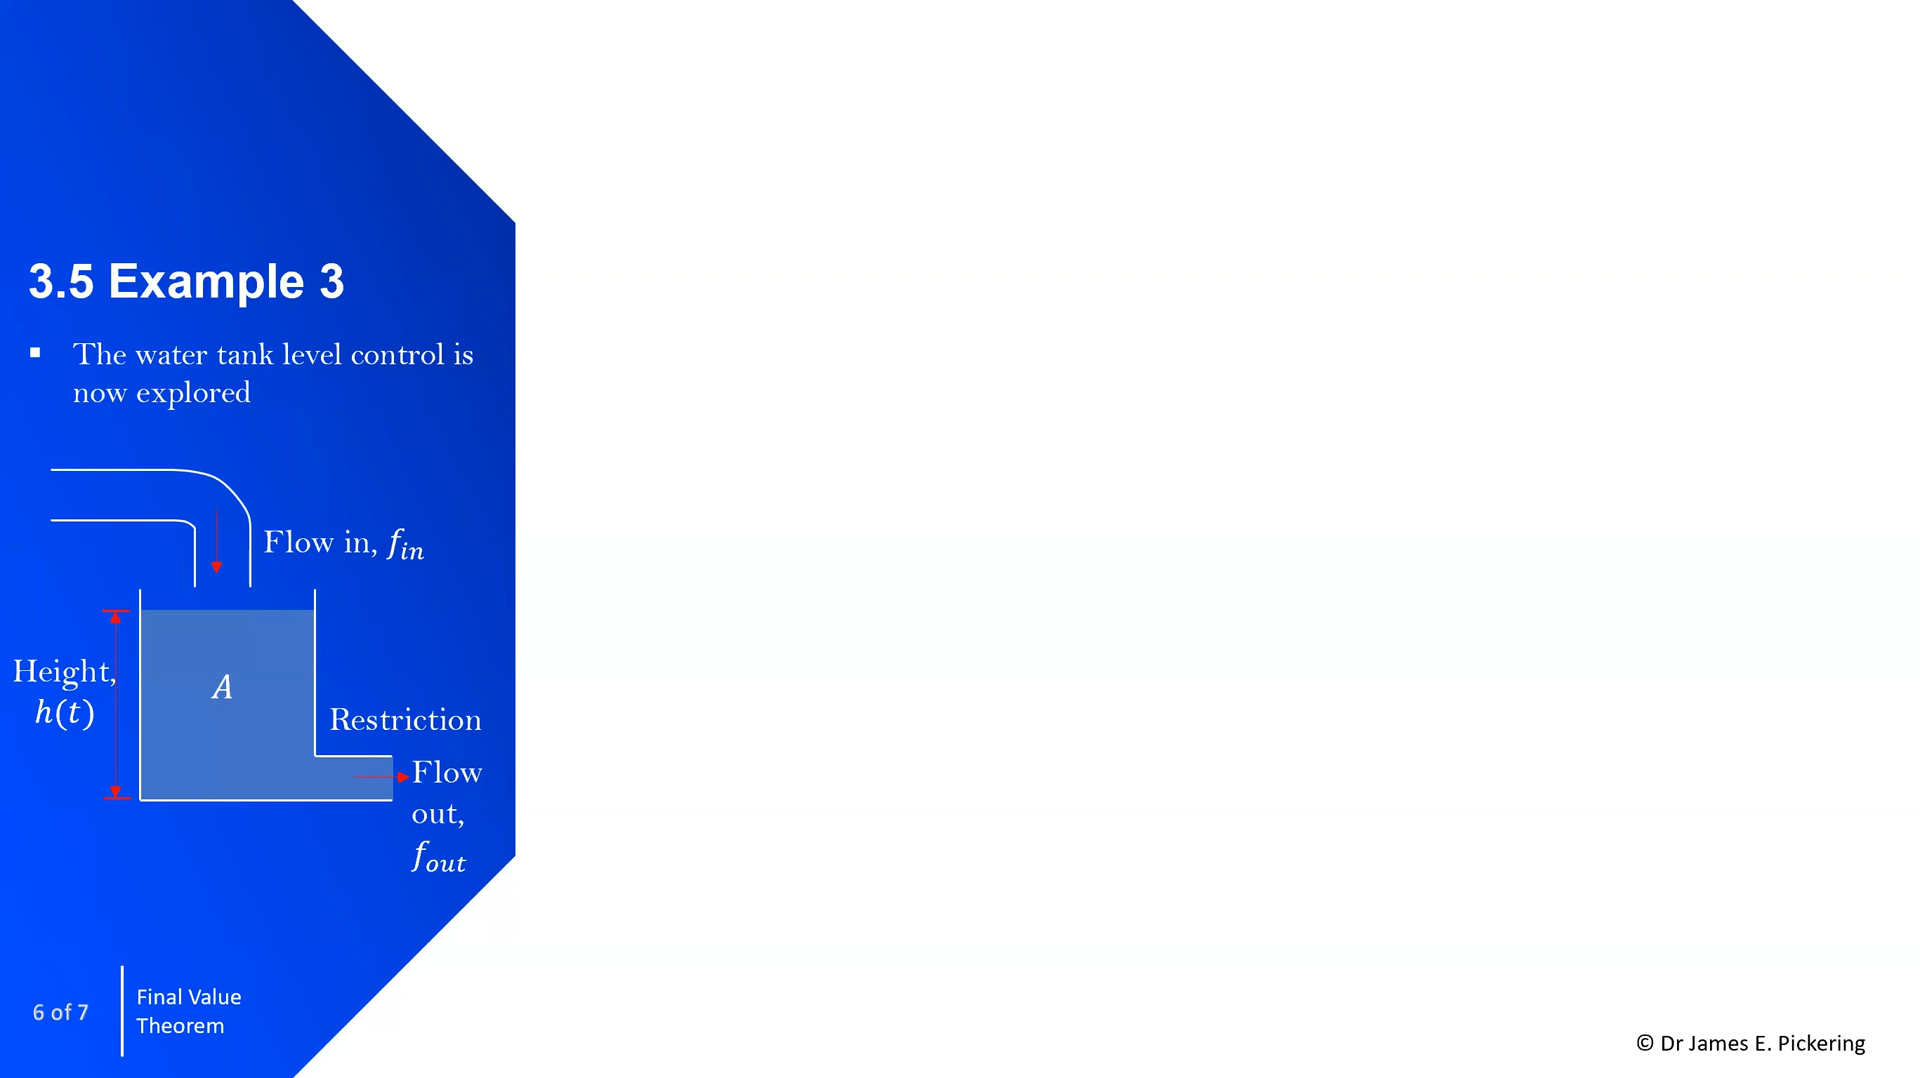 3.5 Example 3
▪ The water tank level control is
now explored
Flow in, f_in
Height,
h(t)
A
Restriction
Flow
out,
f_out
6 of 7
Final Value
Theorem
© Dr James E. Pickering